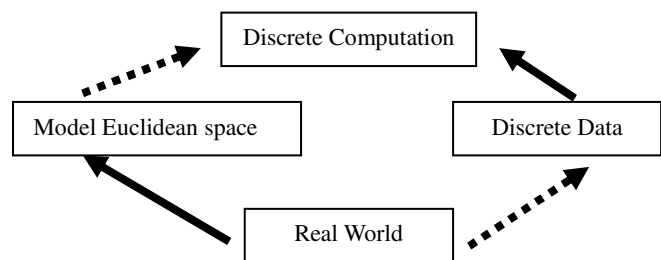 Discrete Computation
Model Euclidean space
Discrete Data
Real World